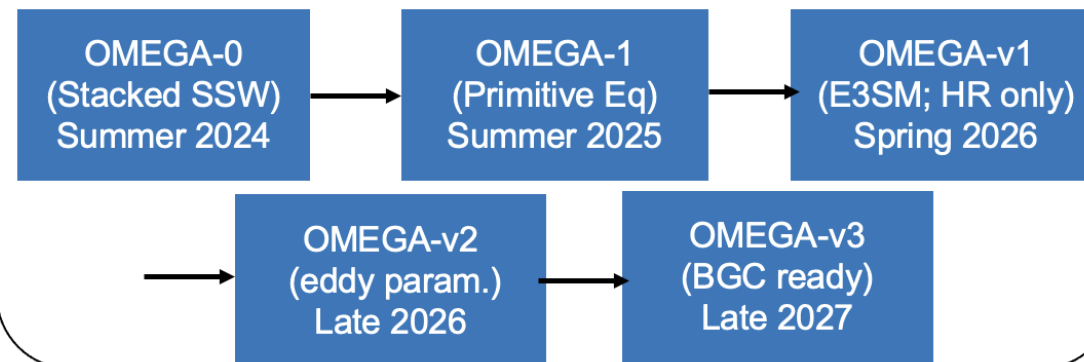 OMEGA-0
(Stacked SSW)
Summer 2024
OMEGA-1
(Primitive Eq)
Summer 2025
OMEGA-v1
(E3SM; HR only)
Spring 2026
OMEGA-v2
(eddy param.)
Late 2026
OMEGA-v3
(BGC ready)
Late 2027